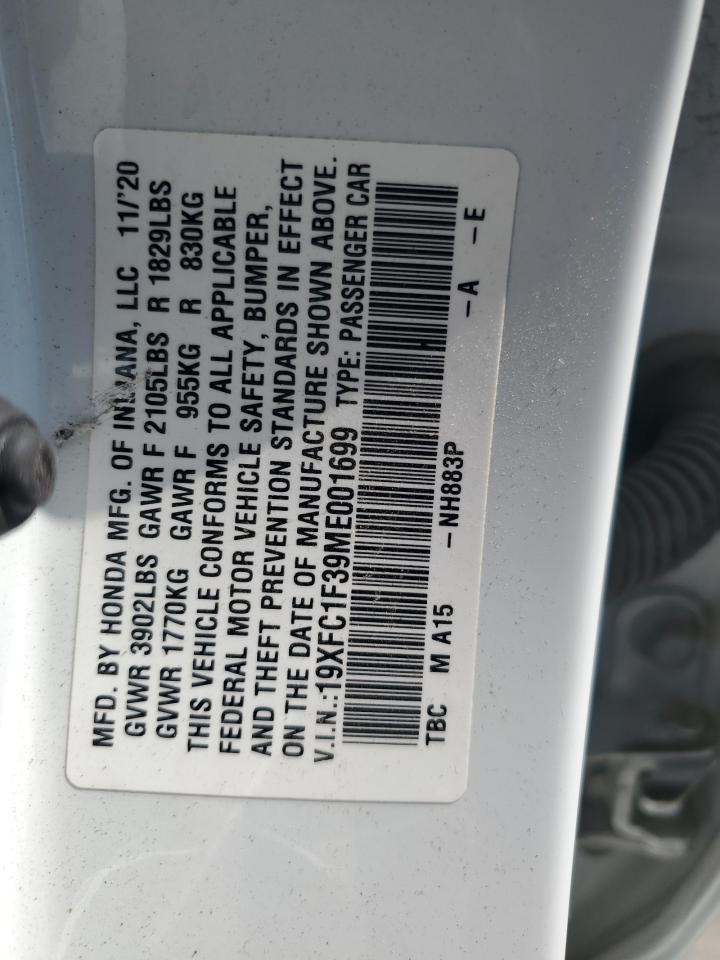 MFD. BY HONDA MFG. OF INDIANA, LLC 11/'20
GVWR 3902LBS GAWR F 2105LBS R 1829LBS
GVWR 1770KG GAWR F 955KG R 830KG
THIS VEHICLE CONFORMS TO ALL APPLICABLE
FEDERAL MOTOR VEHICLE SAFETY, BUMPER,
AND THEFT PREVENTION STANDARDS IN EFFECT
ON THE DATE OF MANUFACTURE SHOWN ABOVE.
V.I.N.:19XFC1F39ME001699 TYPE: PASSENGER CAR
TBC M A15 -NH883P -A -E